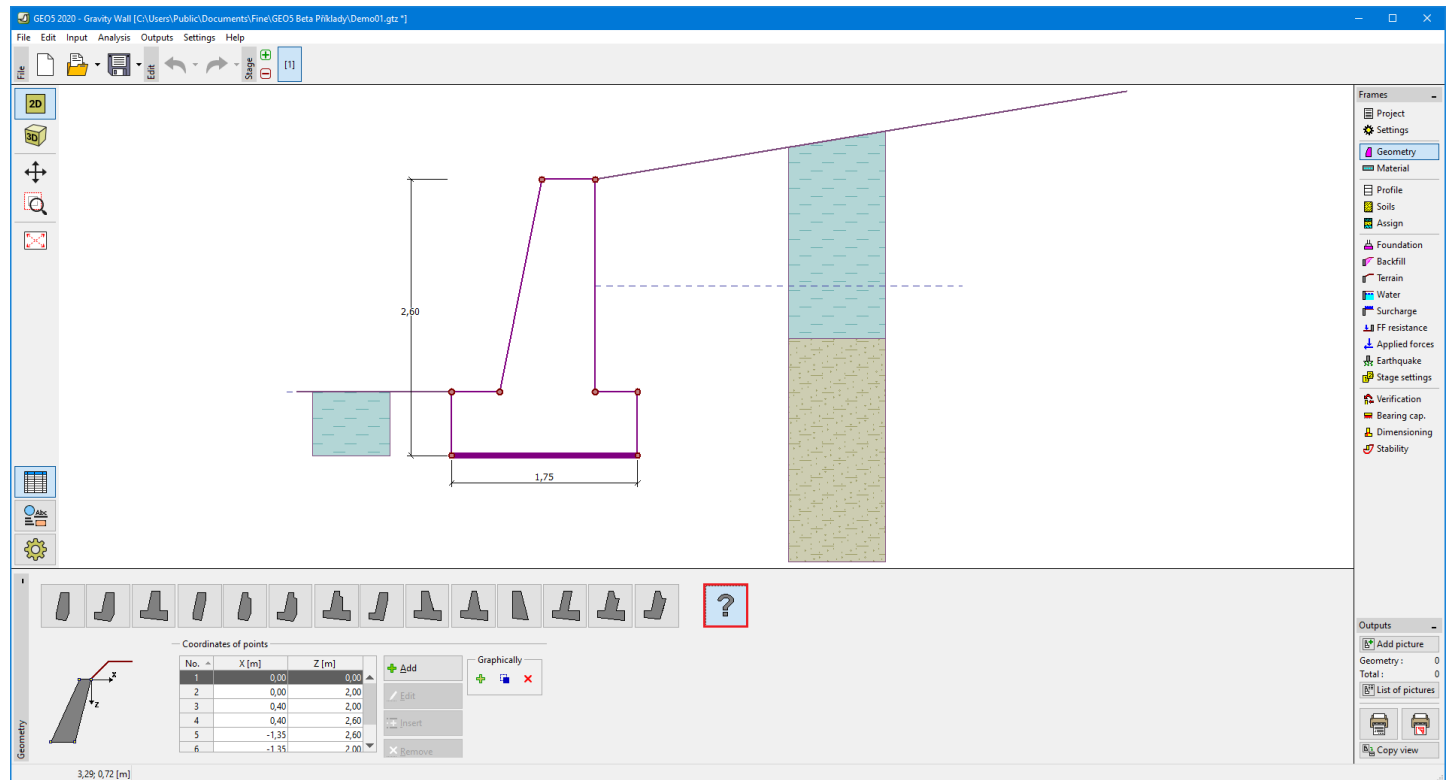 GEO5 2020 - Gravity Wall [C:\Users\Public\Documents\Fine\GEO5 Beta Příklady\Demo01.gtz *]
File Edit Input Analysis Outputs Settings Help
File
Edit
Stage
[1]
2D
3D
Abc
2,60
1,75
Frames
Project
Settings
Geometry
Material
Profile
Soils
Assign
Foundation
Backfill
Terrain
Water
Surcharge
FF resistance
Applied forces
Earthquake
Stage settings
Verification
Bearing cap.
Dimensioning
Stability
Outputs
Add picture
Geometry : 0
Total : 0
List of pictures
Copy view
Geometry
?
x
z
Coordinates of points
No. X [m] Z [m]
1 0,00 0,00
2 0,00 2,00
3 0,40 2,00
4 0,40 2,60
5 -1,35 2,60
6 -1,35 2,00
Add
Edit
Insert
Remove
Graphically
3,29; 0,72 [m]